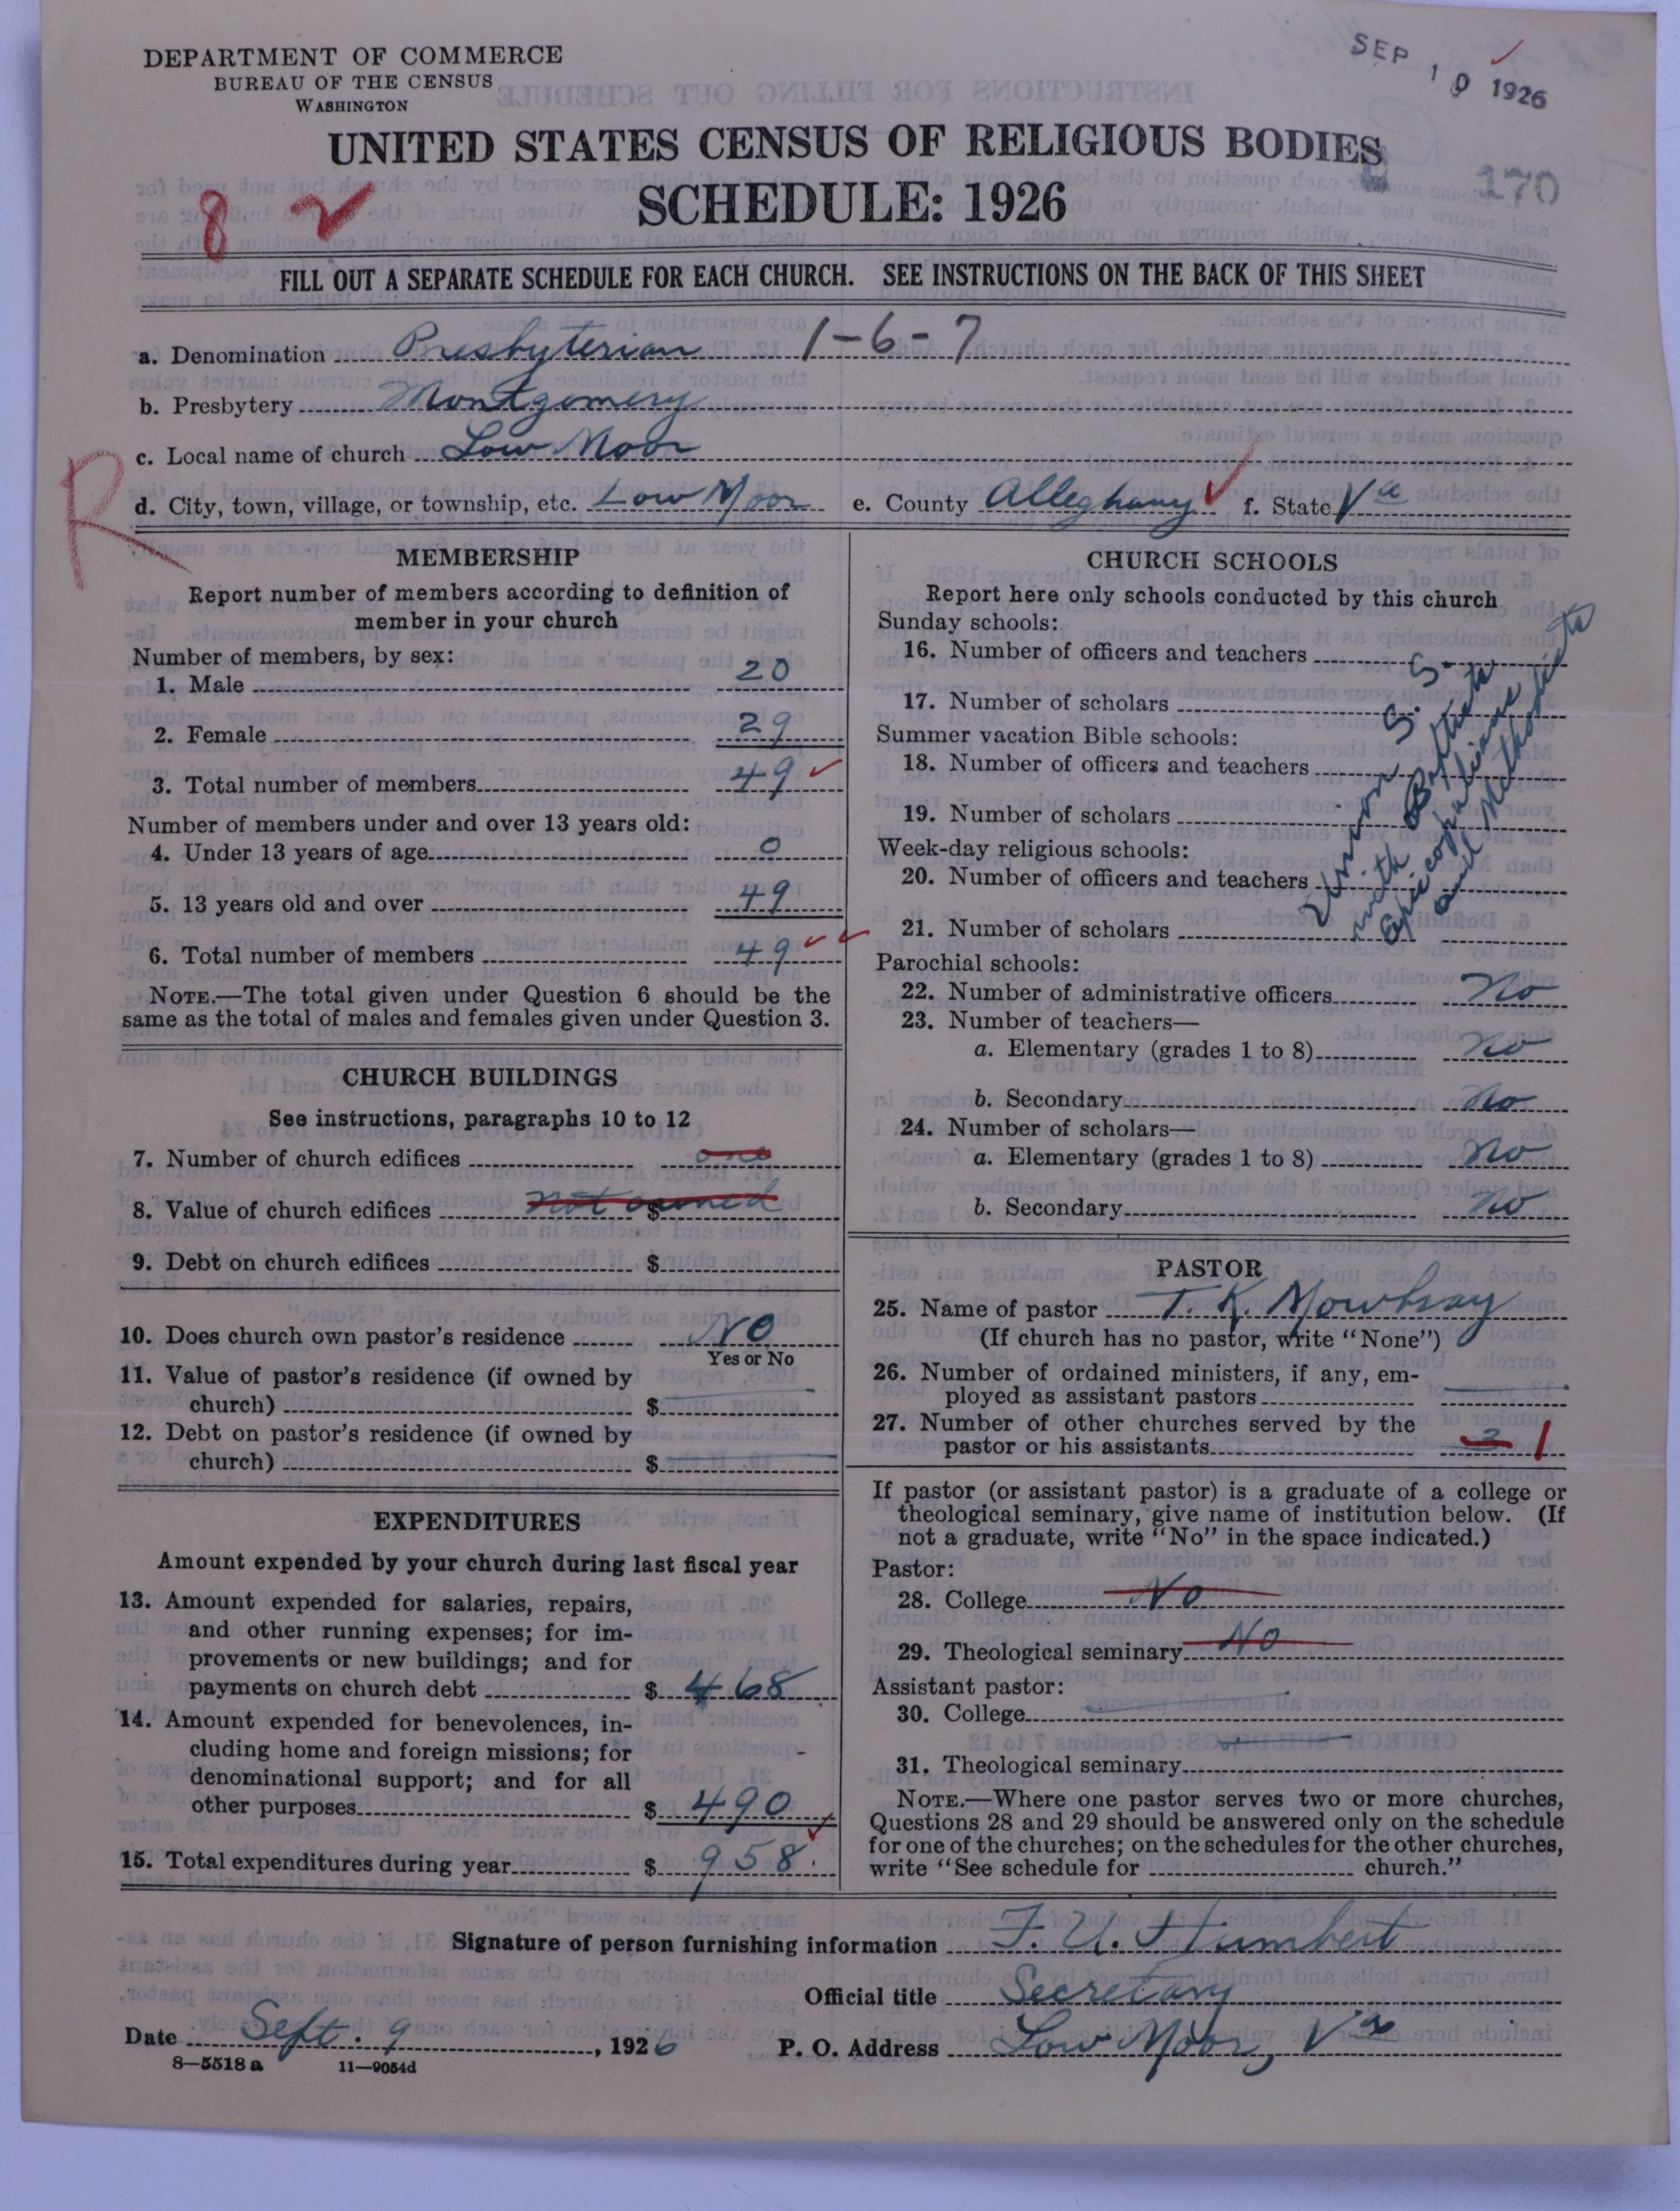 DEPARTMENT OF COMMERCE
BUREAU OF THE CENSUS
WASHINGTON
SEP 10 1926
UNITED STATES CENSUS OF RELIGIOUS BODIES
SCHEDULE: 1926
170
8 2
FILL OUT A SEPARATE SCHEDULE FOR EACH CHURCH. SEE INSTRUCTIONS ON THE BACK OF THIS SHEET
a. Denomination Presbyterian 1-6-7
b. Presbytery Montgomery
c. Local name of church Low Moor
R
d. City, town, village, or township, etc. Low Moor e. County Alleghany f. State Va
MEMBERSHIP
Report number of members according to definition of
member in your church
Number of members, by sex:
1. Male 20
2. Female 29
3. Total number of members 49
Number of members under and over 13 years old:
4. Under 13 years of age 0
5. 13 years old and over 49
6. Total number of members 49
NOTE.—The total given under Question 6 should be the
same as the total of males and females given under Question 3.
CHURCH BUILDINGS
See instructions, paragraphs 10 to 12
7. Number of church edifices one
8. Value of church edifices $ not owned
9. Debt on church edifices $
10. Does church own pastor's residence No
Yes or No
11. Value of pastor's residence (if owned by
church) $
12. Debt on pastor's residence (if owned by
church) $
EXPENDITURES
Amount expended by your church during last fiscal year
13. Amount expended for salaries, repairs,
and other running expenses; for im-
provements or new buildings; and for
payments on church debt $ 468
14. Amount expended for benevolences, in-
cluding home and foreign missions; for
denominational support; and for all
other purposes $ 490
15. Total expenditures during year $ 958
CHURCH SCHOOLS
Report here only schools conducted by this church
Sunday schools:
16. Number of officers and teachers
17. Number of scholars
Summer vacation Bible schools:
18. Number of officers and teachers
19. Number of scholars
Week-day religious schools:
20. Number of officers and teachers
21. Number of scholars
Union S. S.
with Baptists
Episcopalians
and Methodists
Parochial schools:
22. Number of administrative officers No
23. Number of teachers—
a. Elementary (grades 1 to 8) No
b. Secondary No
24. Number of scholars—
a. Elementary (grades 1 to 8) No
b. Secondary No
PASTOR
25. Name of pastor T. K. Mowbray
(If church has no pastor, write "None")
26. Number of ordained ministers, if any, em-
ployed as assistant pastors
27. Number of other churches served by the
pastor or his assistants 3 1
If pastor (or assistant pastor) is a graduate of a college or
theological seminary, give name of institution below. (If
not a graduate, write "No" in the space indicated.)
Pastor:
28. College No
29. Theological seminary No
Assistant pastor:
30. College
31. Theological seminary
NOTE.—Where one pastor serves two or more churches,
Questions 28 and 29 should be answered only on the schedule
for one of the churches; on the schedules for the other churches,
write "See schedule for church."
Signature of person furnishing information F. U. Humbert
Official title Secretary
Date Sept. 9, 1926 P. O. Address Low Moor, Va
8—5518 a 11—9054d